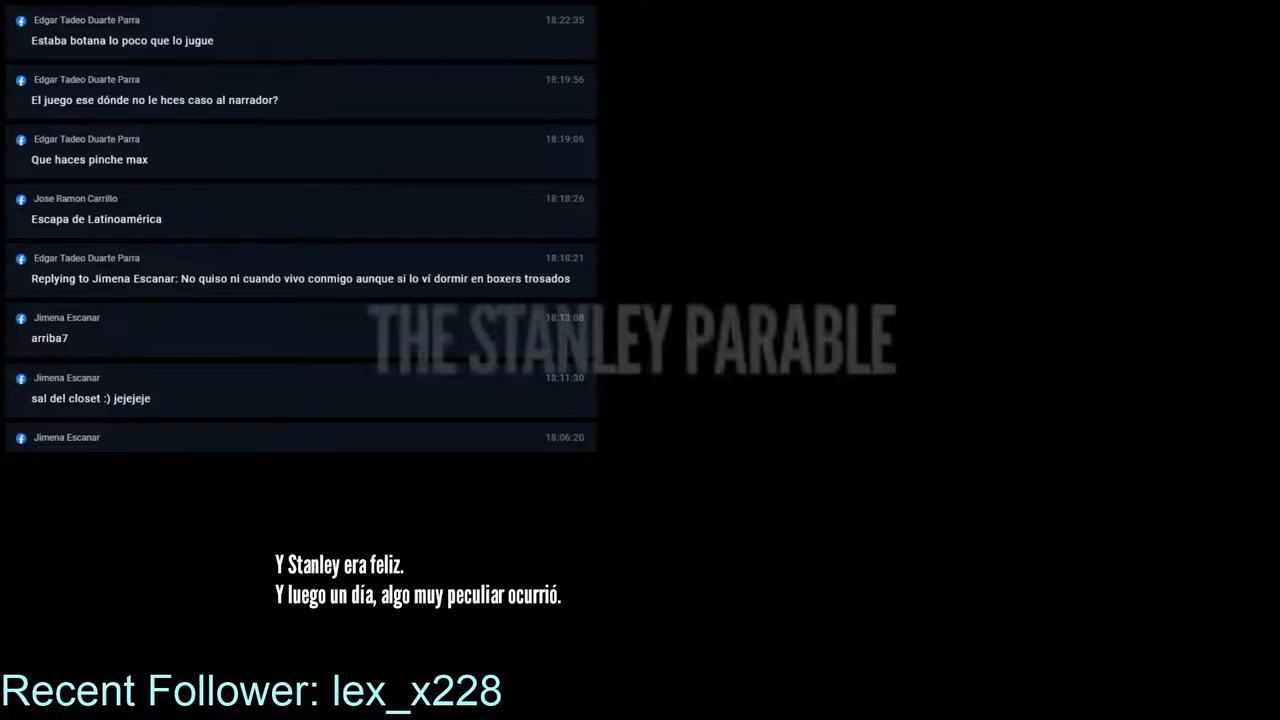 Edgar Tadeo Duarte Parra 18:22:35
Estaba botana lo poco que lo jugue
Edgar Tadeo Duarte Parra 18:19:56
El juego ese dónde no le hces caso al narrador?
Edgar Tadeo Duarte Parra 18:19:06
Que haces pinche max
Jose Ramon Carrillo 18:18:26
Escapa de Latinoamérica
Edgar Tadeo Duarte Parra 18:18:21
Replying to Jimena Escanar: No quiso ni cuando vivo conmigo aunque si lo ví dormir en boxers trosados
Jimena Escanar 18:13:08
arriba7
THE STANLEY PARABLE
Jimena Escanar 18:11:30
sal del closet :) jejejeje
Jimena Escanar 18:06:20
Y Stanley era feliz.
Y luego un día, algo muy peculiar ocurrió.
Recent Follower: lex_x228